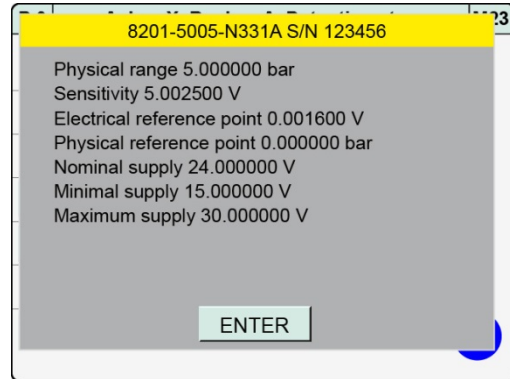 8201-5005-N331A S/N 123456
Physical range 5.000000 bar
Sensitivity 5.002500 V
Electrical reference point 0.001600 V
Physical reference point 0.000000 bar
Nominal supply 24.000000 V
Minimal supply 15.000000 V
Maximum supply 30.000000 V
ENTER